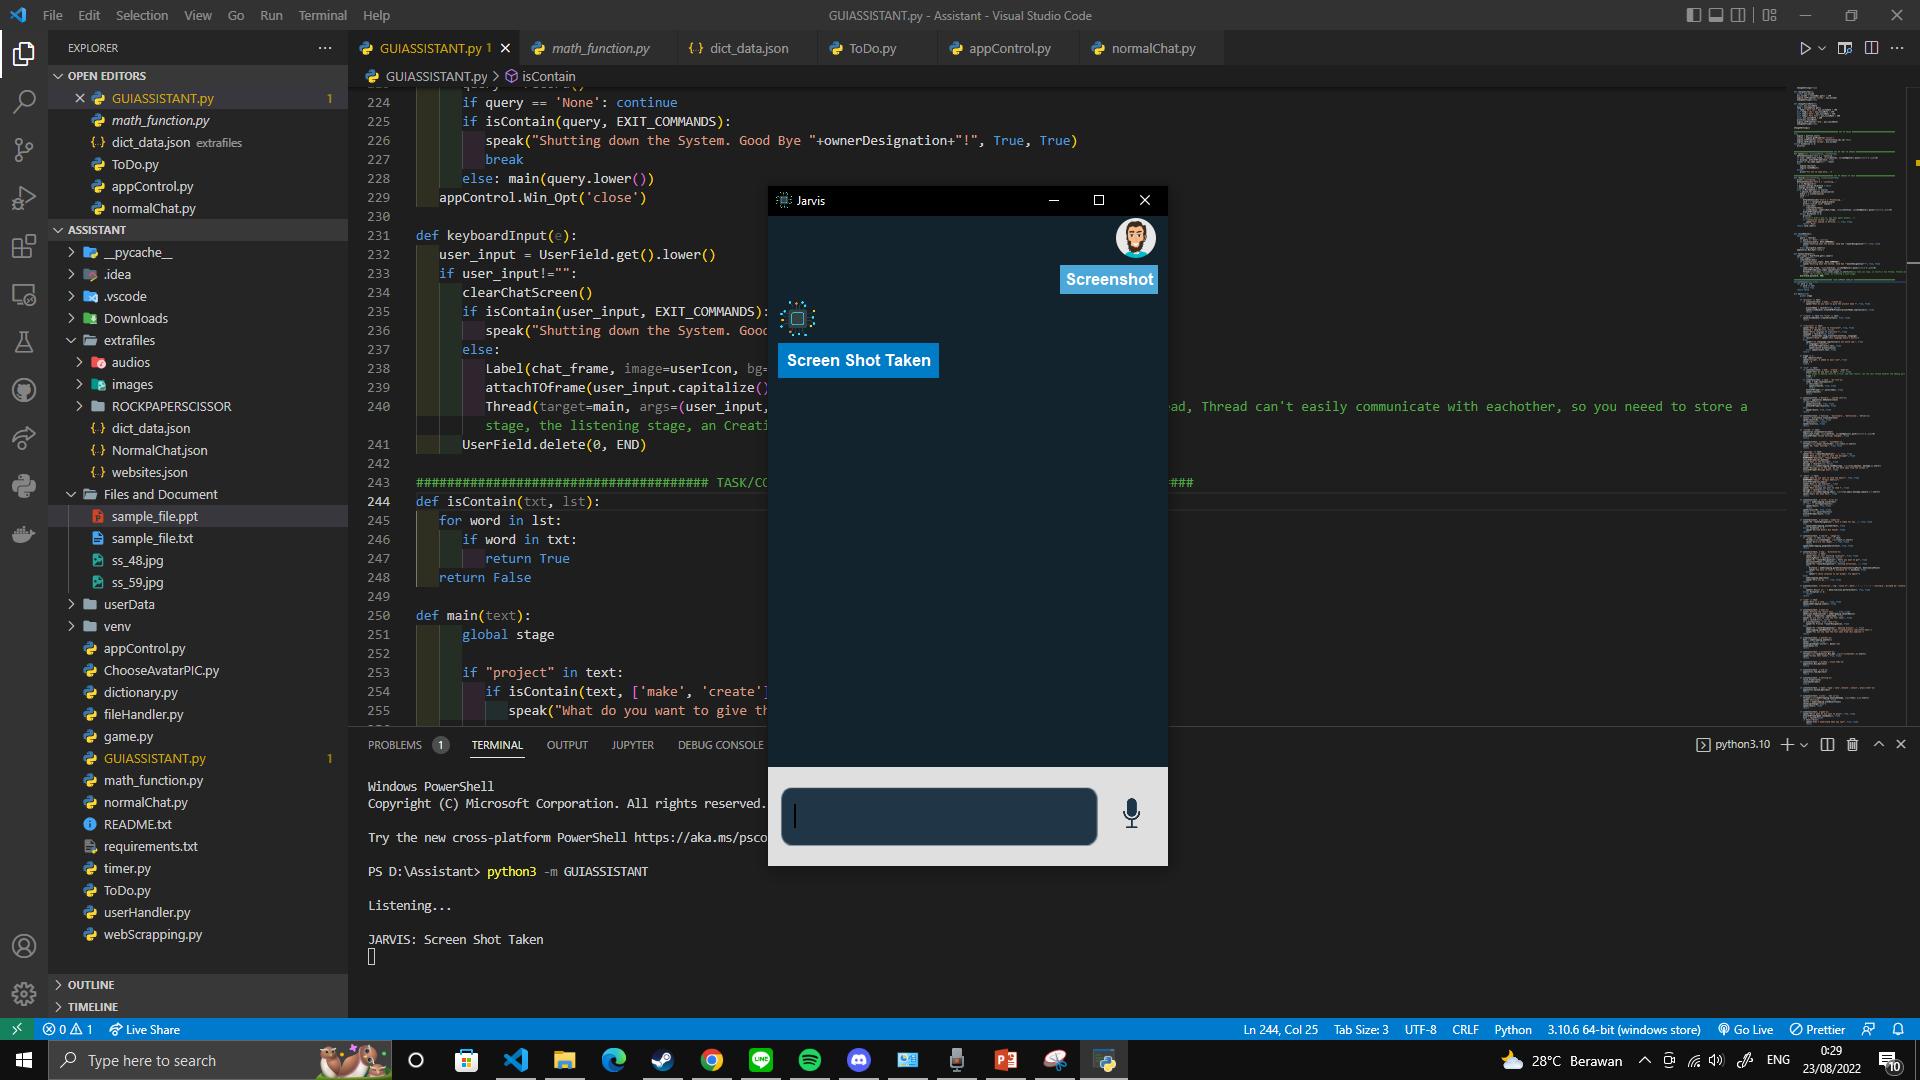 File Edit Selection View Go Run Terminal Help
GUIASSISTANT.py - Assistant - Visual Studio Code
EXPLORER
OPEN EDITORS
GUIASSISTANT.py 1
math_function.py
dict_data.json extrafiles
ToDo.py
appControl.py
normalChat.py
ASSISTANT
__pycache__
.idea
.vscode
Downloads
extrafiles
audios
images
ROCKPAPERSCISSOR
dict_data.json
NormalChat.json
websites.json
Files and Document
sample_file.ppt
sample_file.txt
ss_48.jpg
ss_59.jpg
userData
venv
appControl.py
ChooseAvatarPIC.py
dictionary.py
fileHandler.py
game.py
GUIASSISTANT.py 1
math_function.py
normalChat.py
README.txt
requirements.txt
timer.py
ToDo.py
userHandler.py
webScrapping.py
OUTLINE
TIMELINE
GUIASSISTANT.py 1 math_function.py dict_data.json ToDo.py appControl.py normalChat.py
GUIASSISTANT.py > isContain
224 if query == 'None': continue
225 if isContain(query, EXIT_COMMANDS):
226 speak("Shutting down the System. Good Bye "+ownerDesignation+"!", True, True)
227 break
228 else: main(query.lower())
229 appControl.Win_Opt('close')
230
231 def keyboardInput(e):
232 user_input = UserField.get().lower()
233 if user_input!="":
234 clearChatScreen()
235 if isContain(user_input, EXIT_COMMANDS):
236 speak("Shutting down the System. Good
237 else:
238 Label(chat_frame, image=userIcon, bg=
239 attachTOframe(user_input.capitalize()
240 Thread(target=main, args=(user_input, ad, Thread can't easily communicate with eachother, so you neeed to store a
stage, the listening stage, an Creati
241 UserField.delete(0, END)
242
243 ###################################### TASK/CO ###
244 def isContain(txt, lst):
245 for word in lst:
246 if word in txt:
247 return True
248 return False
249
250 def main(text):
251 global stage
252
253 if "project" in text:
254 if isContain(text, ['make', 'create']
255 speak("What do you want to give th
Jarvis
Screenshot
Screen Shot Taken
PROBLEMS 1 TERMINAL OUTPUT JUPYTER DEBUG CONSOLE
python3.10
Windows PowerShell
Copyright (C) Microsoft Corporation. All rights reserved.
Try the new cross-platform PowerShell https://aka.ms/psco
PS D:\Assistant> python3 -m GUIASSISTANT
Listening...
JARVIS: Screen Shot Taken
0 1 Live Share
Ln 244, Col 25 Tab Size: 3 UTF-8 CRLF Python 3.10.6 64-bit (windows store) Go Live Prettier
Type here to search
28°C Berawan
ENG
0:29
23/08/2022
10